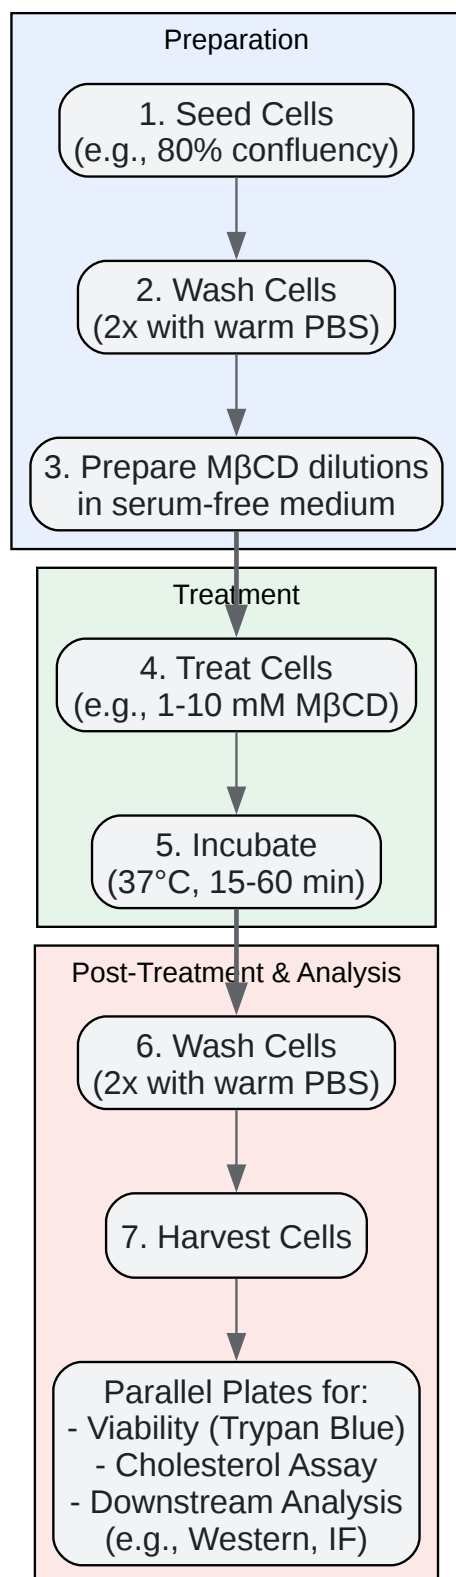 Preparation
1. Seed Cells
(e.g., 80% confluency)
2. Wash Cells
(2x with warm PBS)
3. Prepare MβCD dilutions
in serum-free medium
Treatment
4. Treat Cells
(e.g., 1-10 mM MβCD)
5. Incubate
(37°C, 15-60 min)
Post-Treatment & Analysis
6. Wash Cells
(2x with warm PBS)
7. Harvest Cells
Parallel Plates for:
- Viability (Trypan Blue)
- Cholesterol Assay
- Downstream Analysis
(e.g., Western, IF)